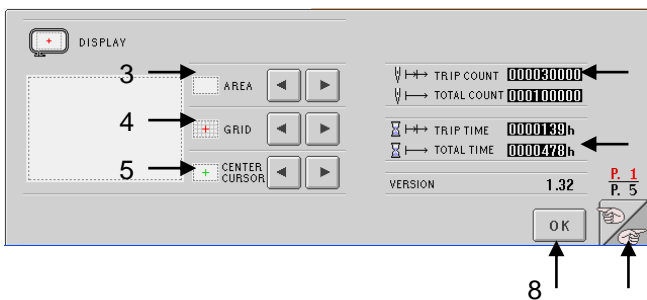 DISPLAY
3
AREA
4
GRID
5
CENTER
CURSOR
TRIP COUNT 000030000
TOTAL COUNT 000100000
TRIP TIME 0000139h
TOTAL TIME 0000478h
VERSION 1.32
P. 1
P. 5
OK
8